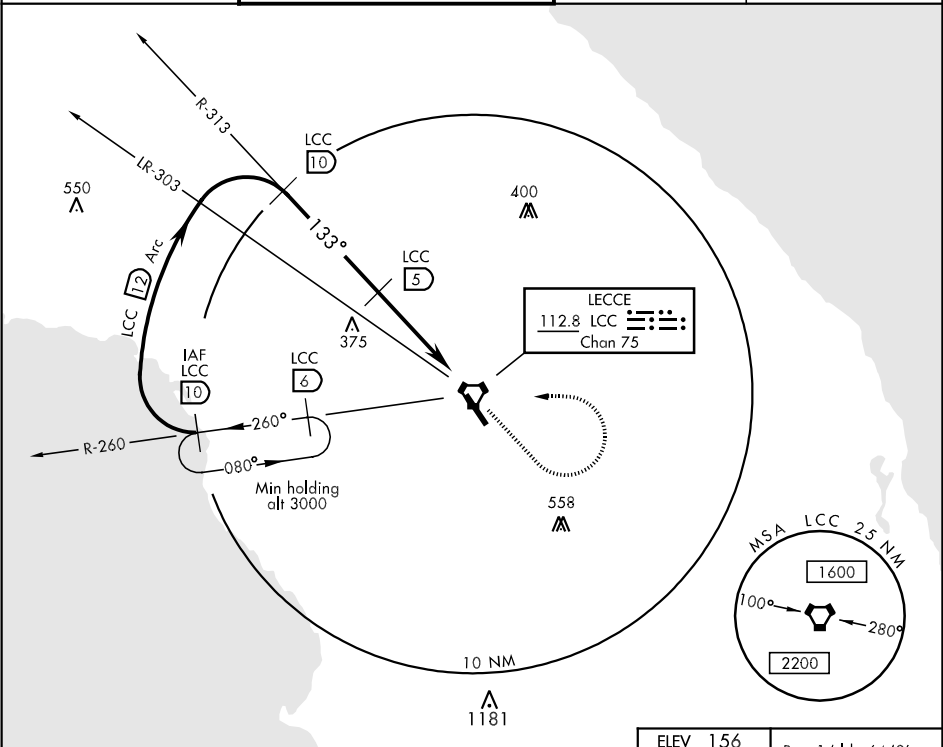 R-313
LCC
10
LR-303
550
400
133°
LCC 12 Arc
LCC
5
LECCE
112.8 LCC
Chan 75
375
IAF
LCC
10
LCC
6
260°
R-260
080°
Min holding
alt 3000
558
MSA LCC 25 NM
1600
100°
280°
2200
10 NM
1181
ELEV 156